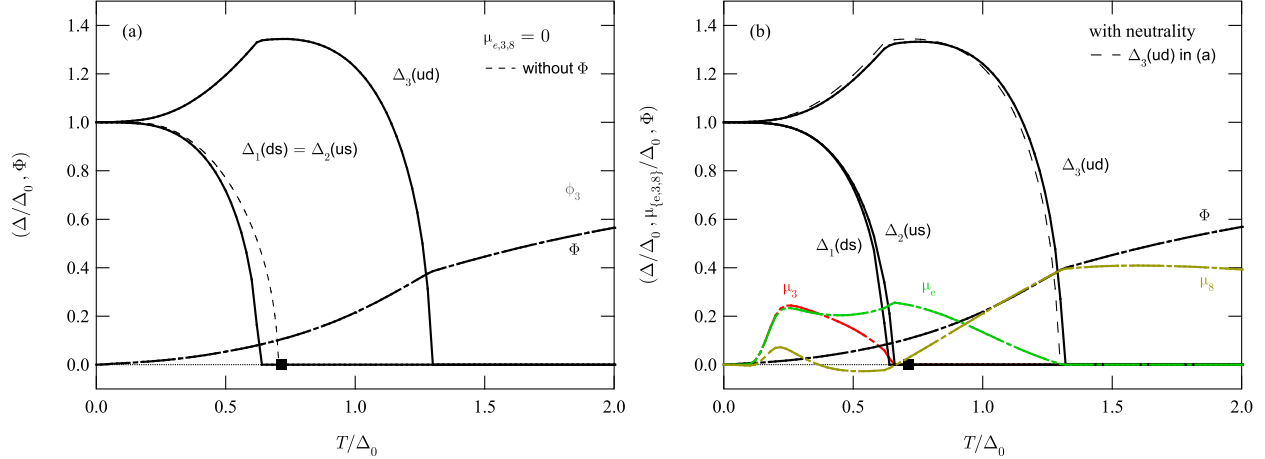 (a)
μe,3,8 = 0
without Φ
Δ3(ud)
Δ1(ds) = Δ2(us)
ϕ3
Φ
(Δ/Δ0 , Φ)
1.4
1.2
1.0
0.8
0.6
0.4
0.2
0.0
0.0 0.5 1.0 1.5 2.0
T/Δ0
(b)
with neutrality
Δ3(ud) in (a)
Δ3(ud)
Δ2(us)
Δ1(ds)
Φ
μ3
μe
μ8
(Δ/Δ0 , μ{e,3,8}/Δ0 , Φ)
1.4
1.2
1.0
0.8
0.6
0.4
0.2
0.0
0.0 0.5 1.0 1.5 2.0
T/Δ0